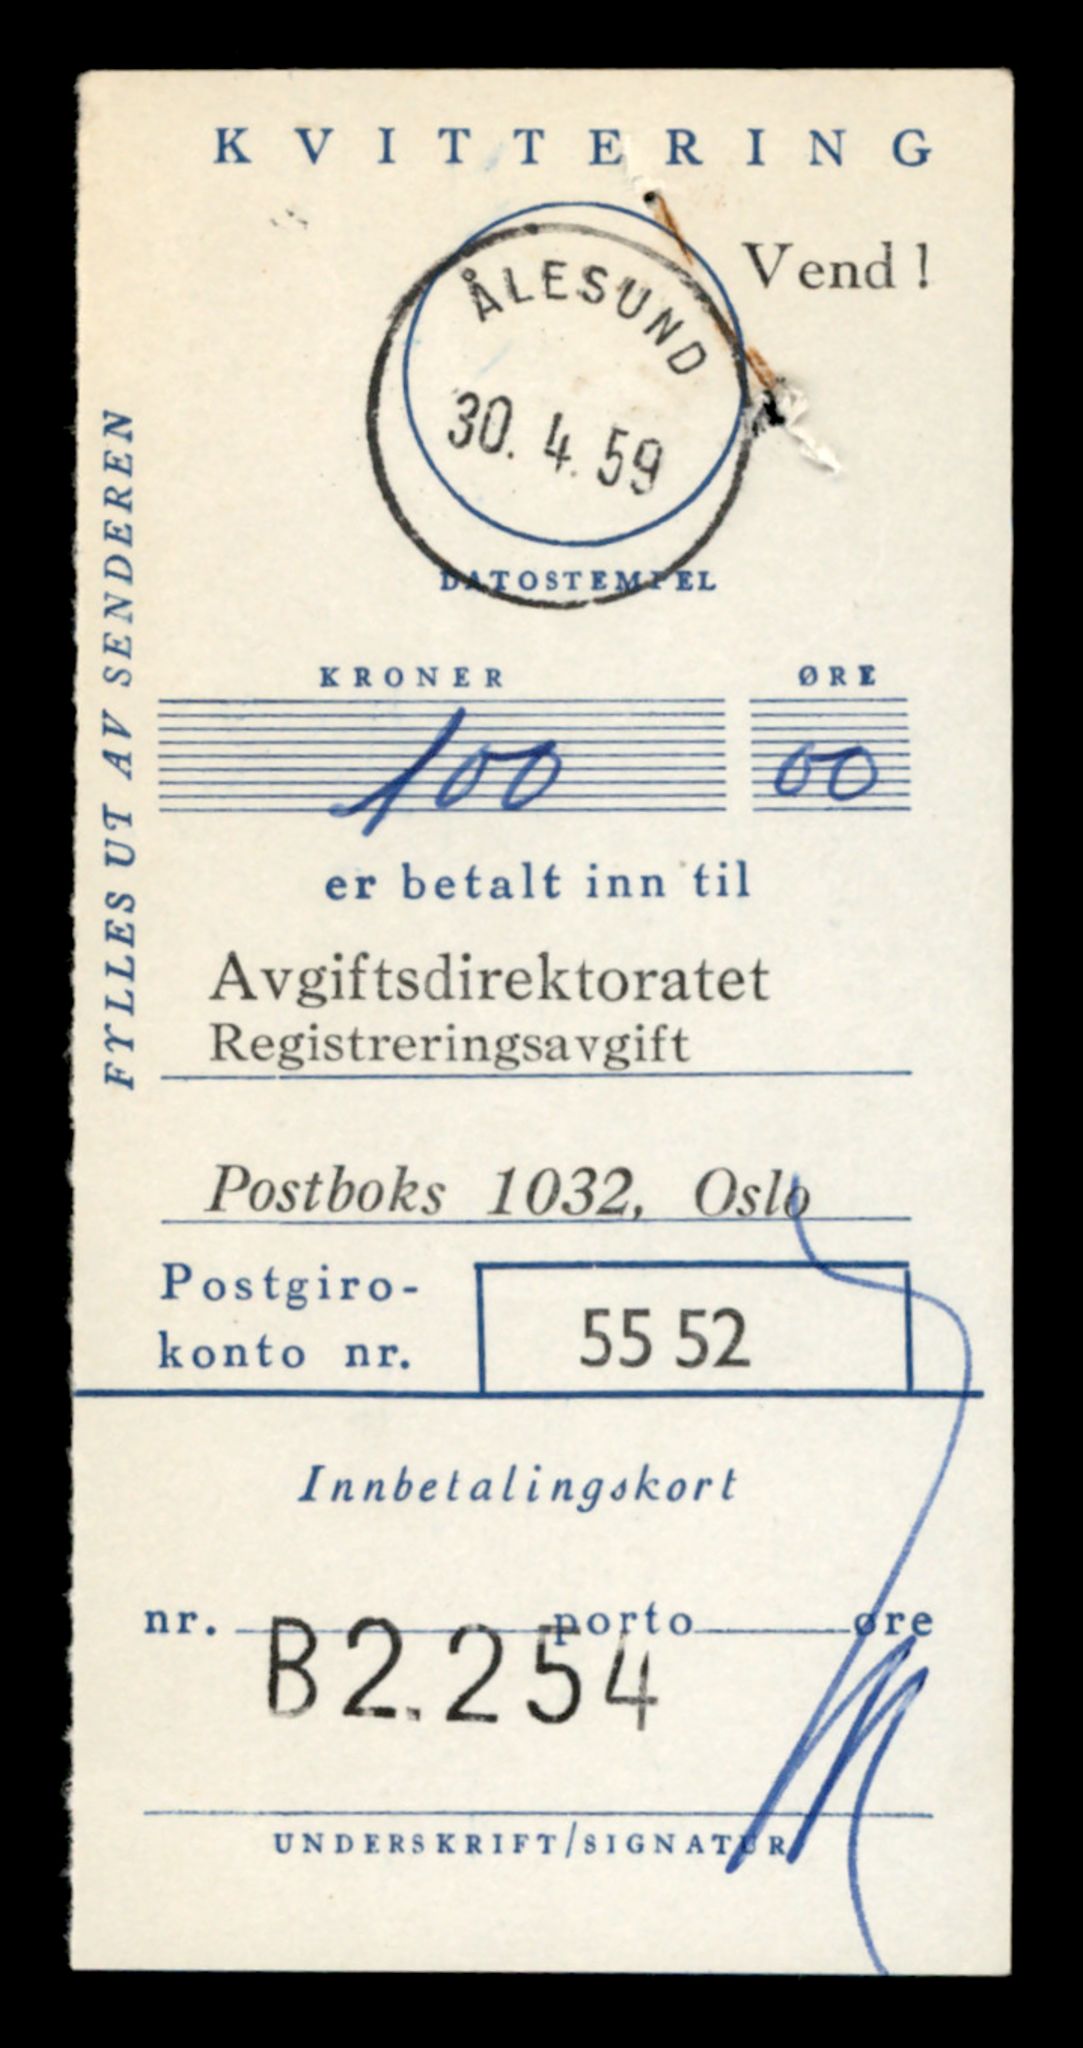 KVITTERING
Vend !
ÅLESUND
30. 4. 59
DATOSTEMPEL
FYLLES UT AV SENDEREN
KRONER ØRE
100 00
er betalt inn til
Avgiftsdirektoratet
Registreringsavgift
Postboks 1032, Oslo
Postgiro-
konto nr.
55 52
Innbetalingskort
nr. porto øre
B2.254
UNDERSKRIFT/SIGNATUR